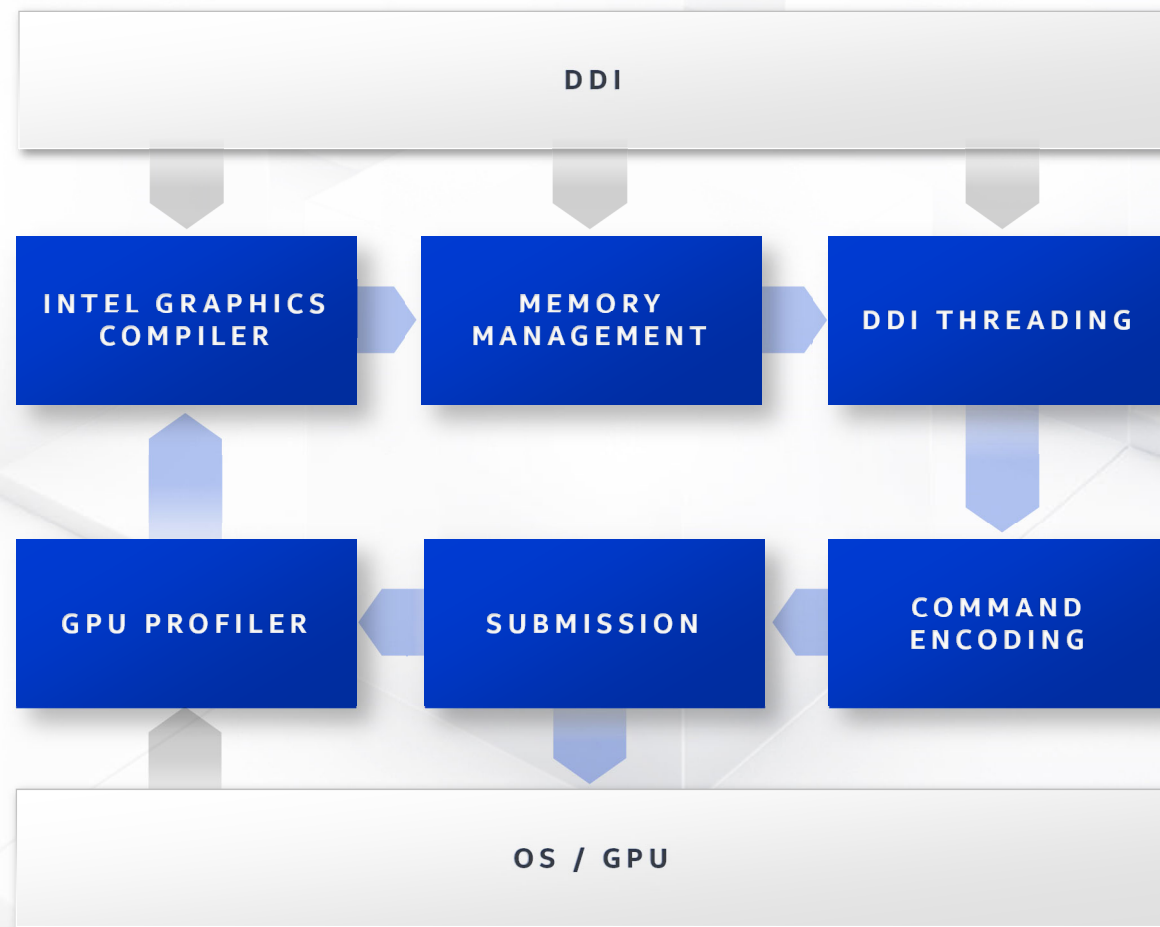 DDI
INTEL GRAPHICS
COMPILER
MEMORY
MANAGEMENT
DDI THREADING
GPU PROFILER
SUBMISSION
COMMAND
ENCODING
OS / GPU